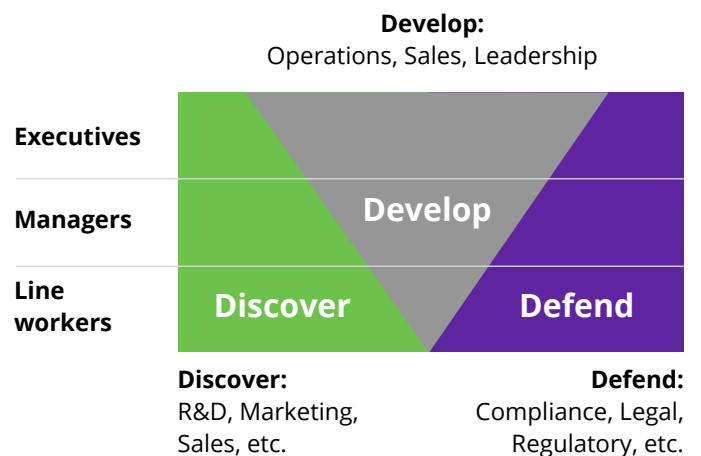 Develop:
Operations, Sales, Leadership
Executives
Managers
Develop
Line
workers
Discover
Defend
Discover:
R&D, Marketing,
Sales, etc.
Defend:
Compliance, Legal,
Regulatory, etc.